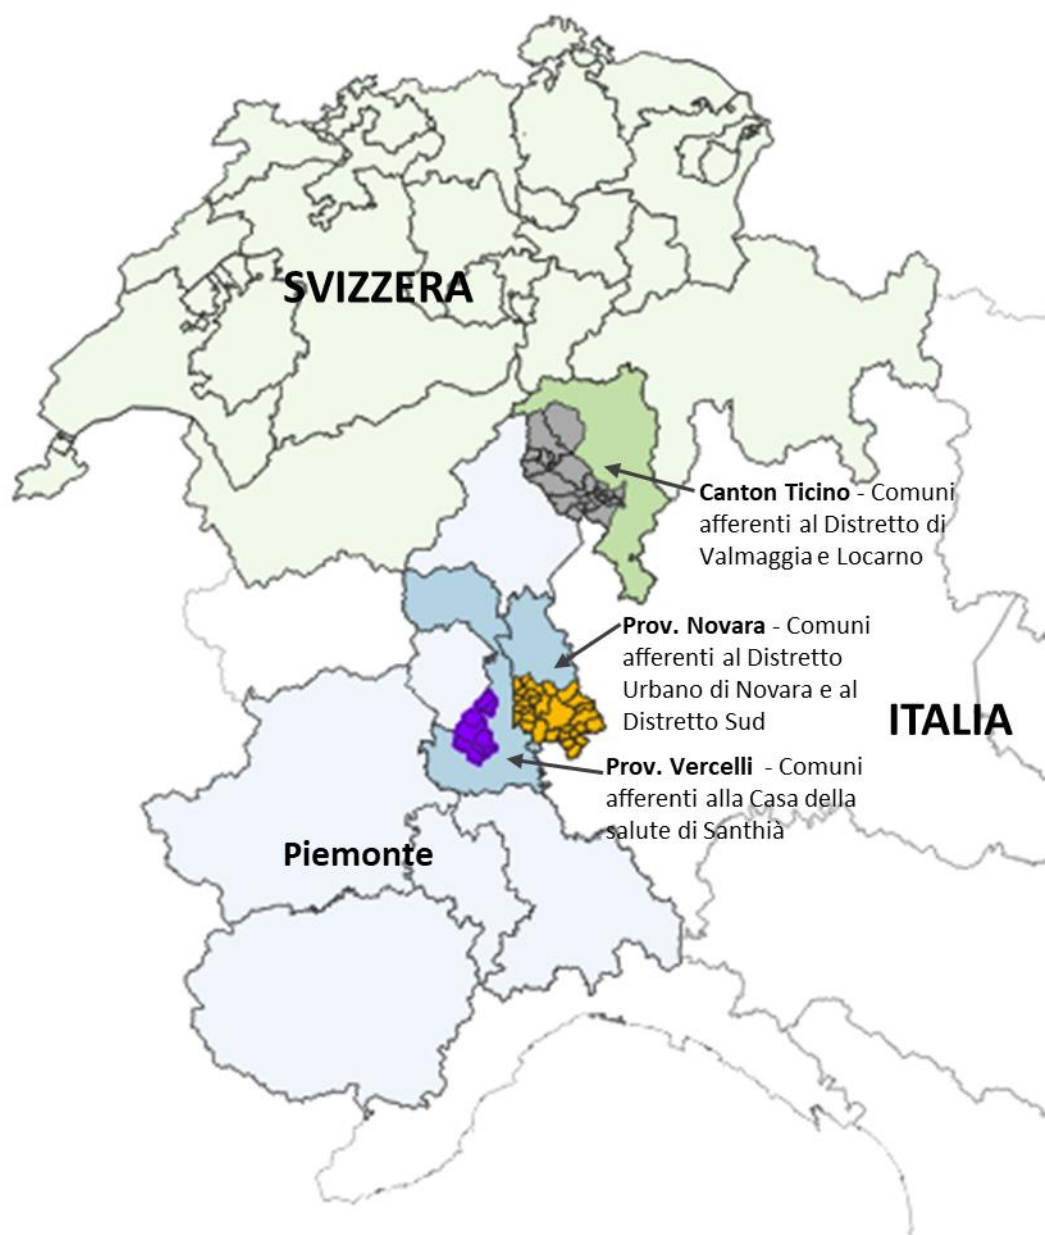 SVIZZERA
Canton Ticino - Comuni
afferenti al Distretto di
Valmaggia e Locarno
Prov. Novara - Comuni
afferenti al Distretto
Urbano di Novara e al
Distretto Sud
ITALIA
Prov. Vercelli - Comuni
afferenti alla Casa della
salute di Santhià
Piemonte